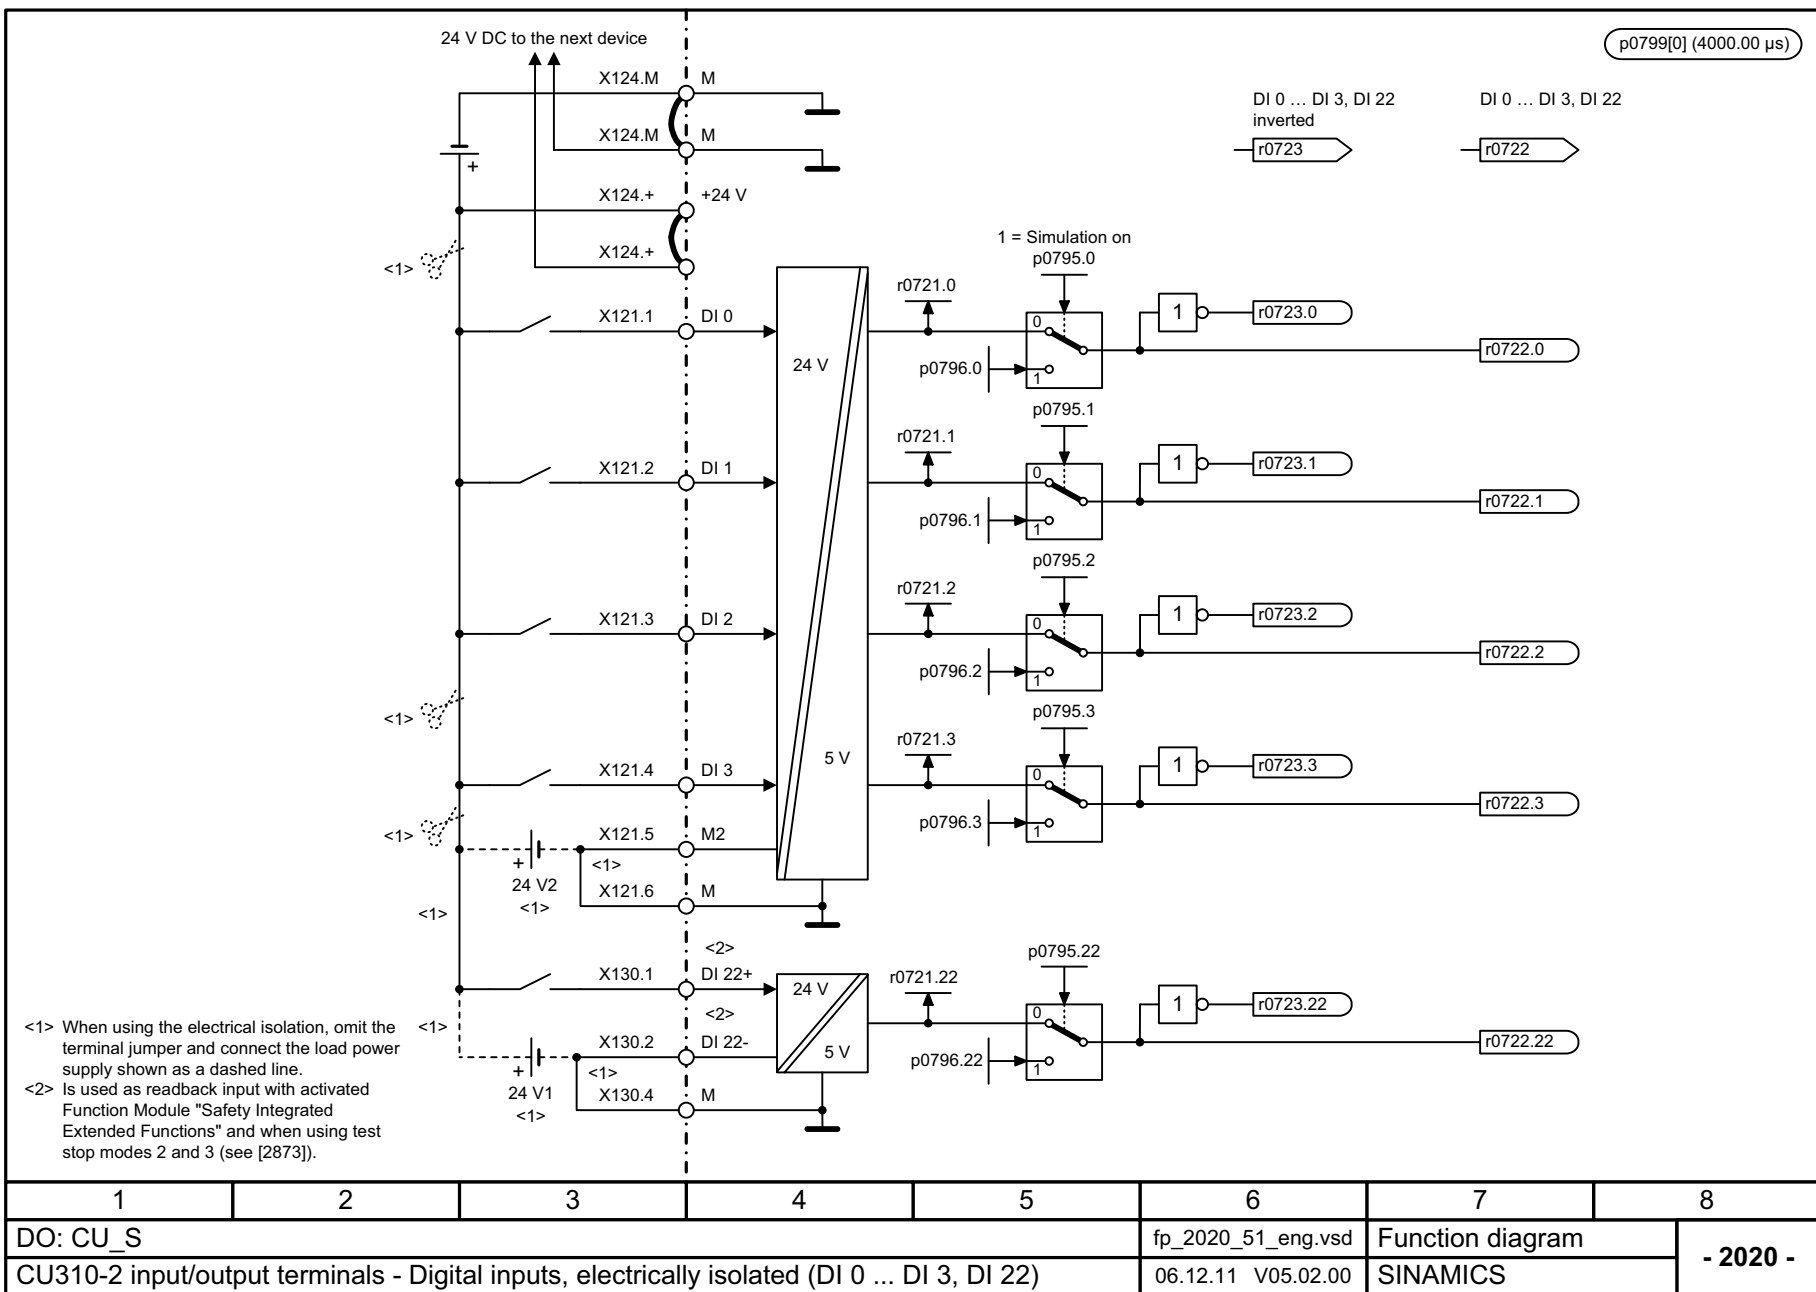 24 V DC to the next device
p0799[0] (4000.00 µs)
X124.M M
DI 0 … DI 3, DI 22
inverted
DI 0 … DI 3, DI 22
X124.M M
r0723
r0722
+
X124.+ +24 V
1 = Simulation on
<1>
X124.+
p0795.0
r0721.0
X121.1 DI 0
0
1
r0723.0
24 V
p0796.0
1
r0722.0
p0795.1
r0721.1
X121.2 DI 1
0
1
r0723.1
p0796.1
1
r0722.1
p0795.2
r0721.2
X121.3 DI 2
0
1
r0723.2
p0796.2
1
r0722.2
<1>
p0795.3
r0721.3
5 V
X121.4 DI 3
0
1
r0723.3
p0796.3
1
r0722.3
<1>
X121.5 M2
+
<1>
24 V2
X121.6 M
<1>
<1>
<2>
p0795.22
X130.1 DI 22+
24 V
r0721.22
<2>
0
1
r0723.22
<1>
X130.2 DI 22-
5 V
p0796.22
1
r0722.22
+
<1>
24 V1
X130.4 M
<1>
<1> When using the electrical isolation, omit the
terminal jumper and connect the load power
supply shown as a dashed line.
<2> Is used as readback input with activated
Function Module "Safety Integrated
Extended Functions" and when using test
stop modes 2 and 3 (see [2873]).
1 2 3 4 5 6 7 8
DO: CU_S
fp_2020_51_eng.vsd
Function diagram
- 2020 -
CU310-2 input/output terminals - Digital inputs, electrically isolated (DI 0 ... DI 3, DI 22)
06.12.11 V05.02.00
SINAMICS